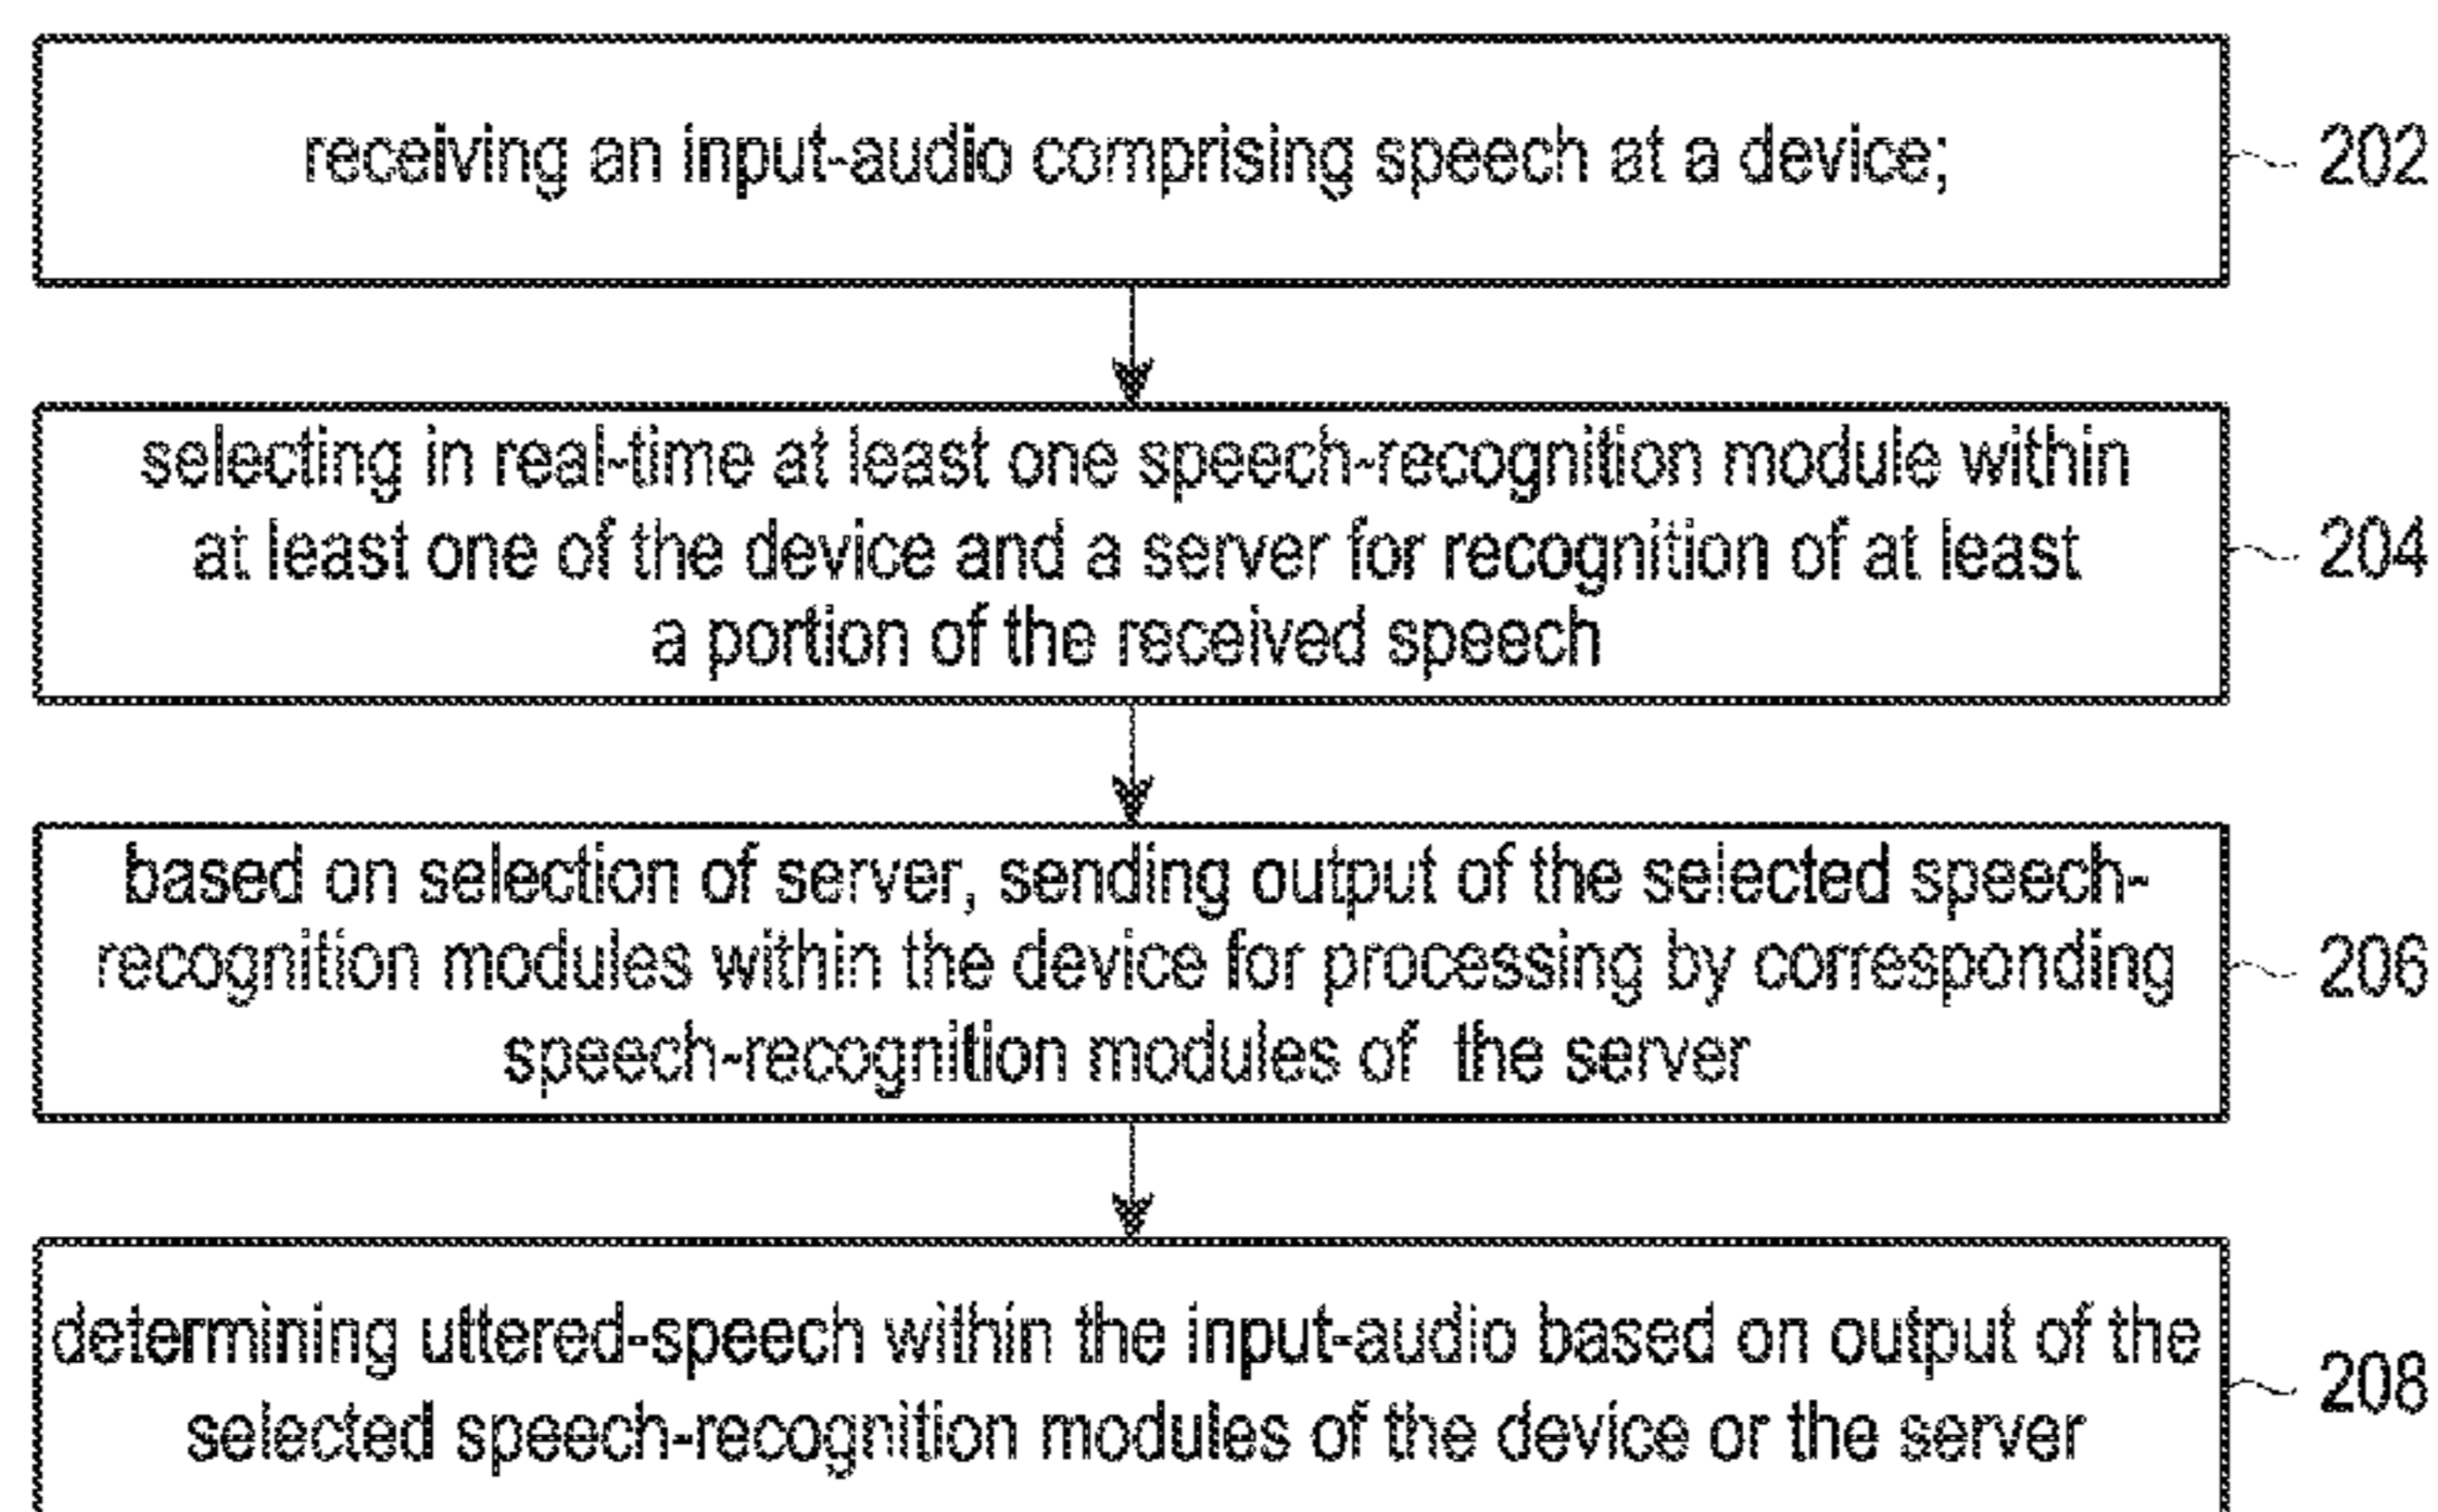 receiving an input-audio comprising speech at a device;
202
selecting in real-time at least one speech-recognition module within
at least one of the device and a server for recognition of at least
a portion of the received speech
204
based on selection of server, sending output of the selected speech-
recognition modules within the device for processing by corresponding
speech-recognition modules of the server
206
determining uttered-speech within the input-audio based on output of the
selected speech-recognition modules of the device or the server
208